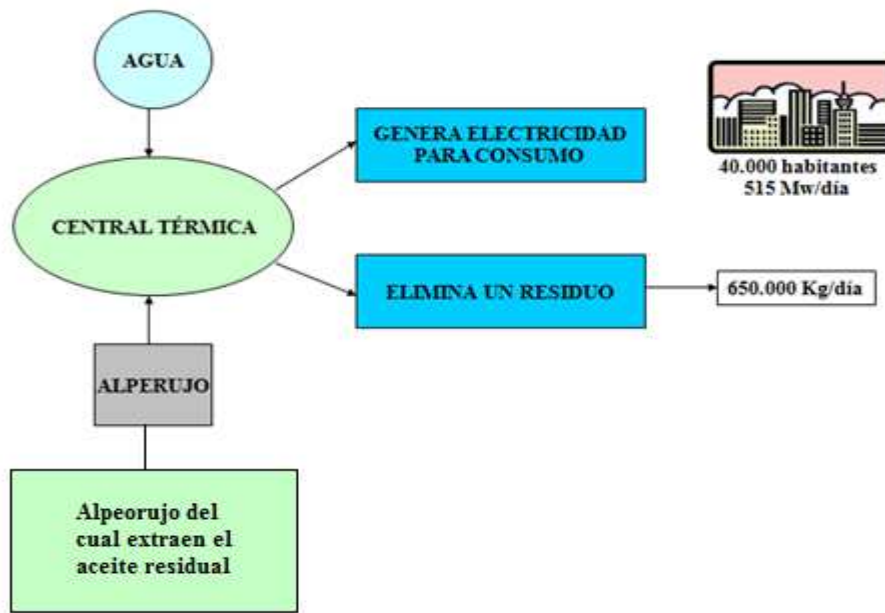 AGUA
GENERA ELECTRICIDAD
PARA CONSUMO
40.000 habitantes
515 Mw/día
CENTRAL TÉRMICA
ELIMINA UN RESIDUO
650.000 Kg/día
ALPERUJO
Alpeorujo del
cual extraen el
aceite residual